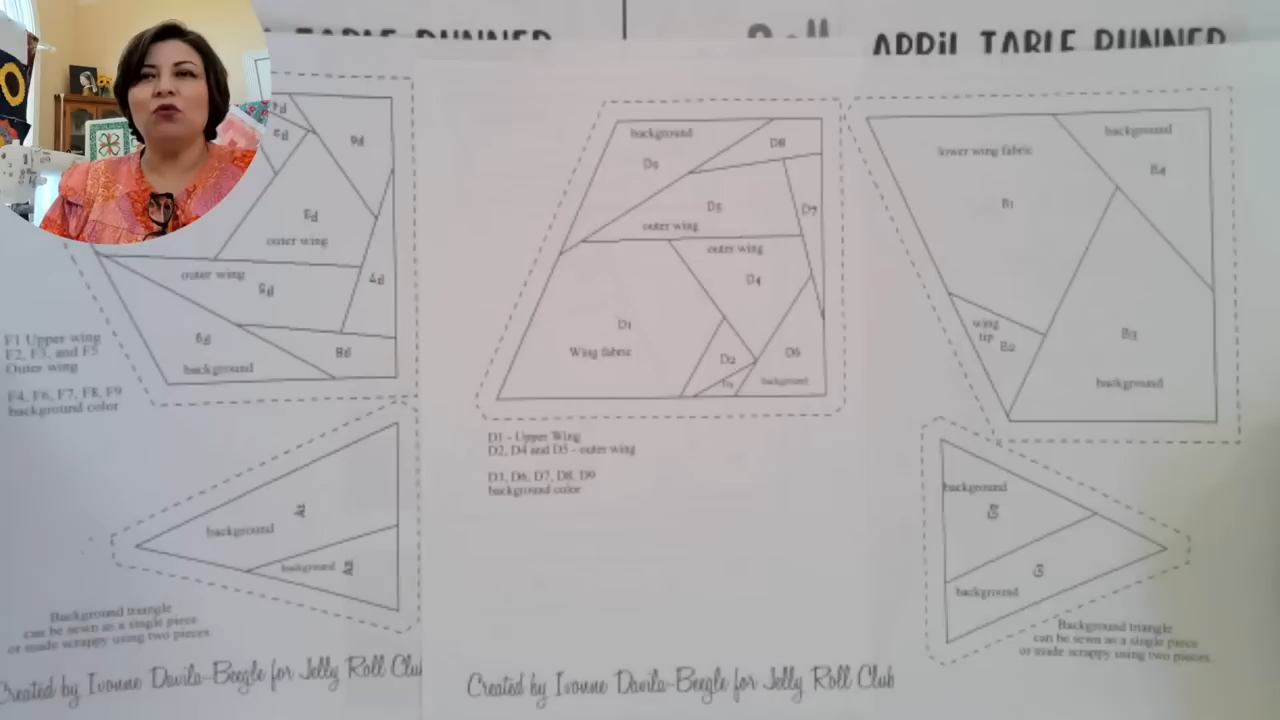 APRIL TABLE RUNNER
9d
outer wing
outer wing
4d
6d
8d
background
F1 Upper wing
F2, F3, and F5
Outer wing
F4, F6, F7, F8, F9
background color
background
A1
background
A2
Background triangle
can be sewn as a single piece
or made scrappy using two pieces
Created by Ivonne Davila-Beegle for Jelly Roll Club
background
D9
D8
D5
D7
outer wing
outer wing
D4
D1
Wing fabric
D2
D6
background
D1 - Upper Wing
D2, D4 and D5 - outer wing
D3, D6, D7, D8, D9
background color
Created by Ivonne Davila-Beegle for Jelly Roll Club
lower wing fabric
background
B4
B1
wing
tip B2
B3
background
background
background
Background triangle
can be sewn as a single piece
or made scrappy using two pieces.